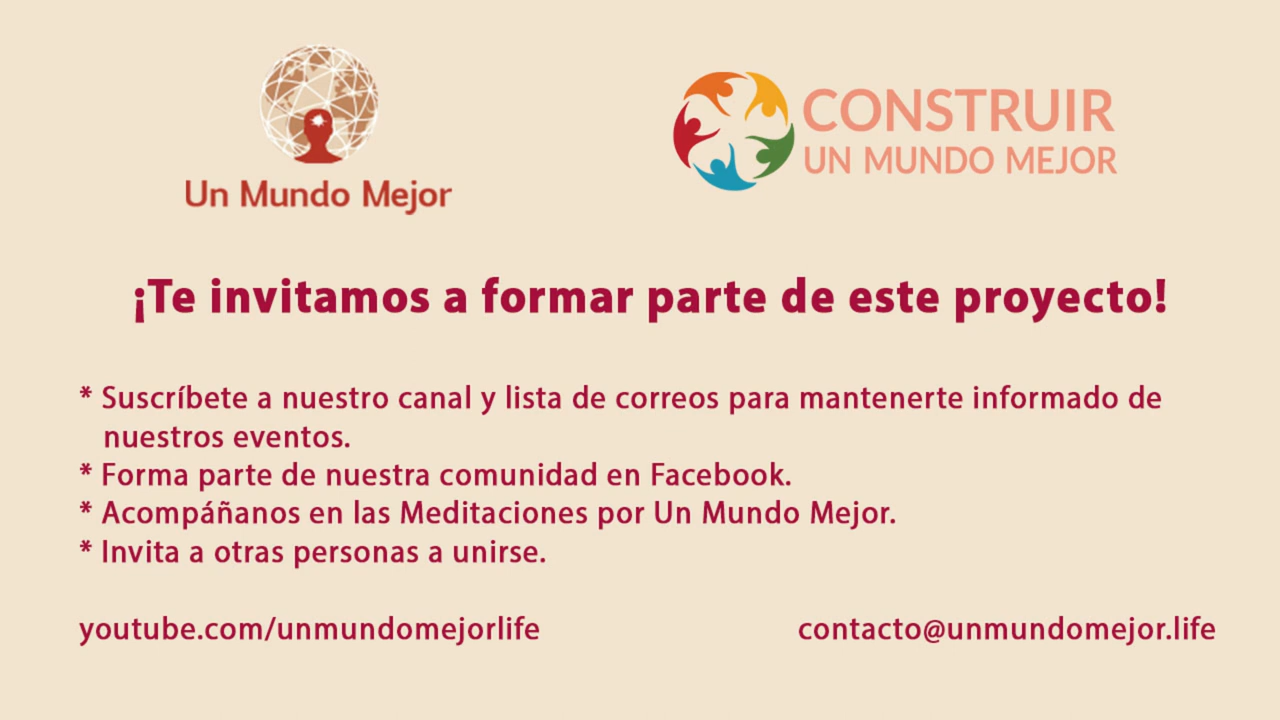 Un Mundo Mejor
CONSTRUIR
UN MUNDO MEJOR
¡Te invitamos a formar parte de este proyecto!
* Suscríbete a nuestro canal y lista de correos para mantenerte informado de
nuestros eventos.
* Forma parte de nuestra comunidad en Facebook.
* Acompáñanos en las Meditaciones por Un Mundo Mejor.
* Invita a otras personas a unirse.
youtube.com/unmundomejorlife
contacto@unmundomejor.life